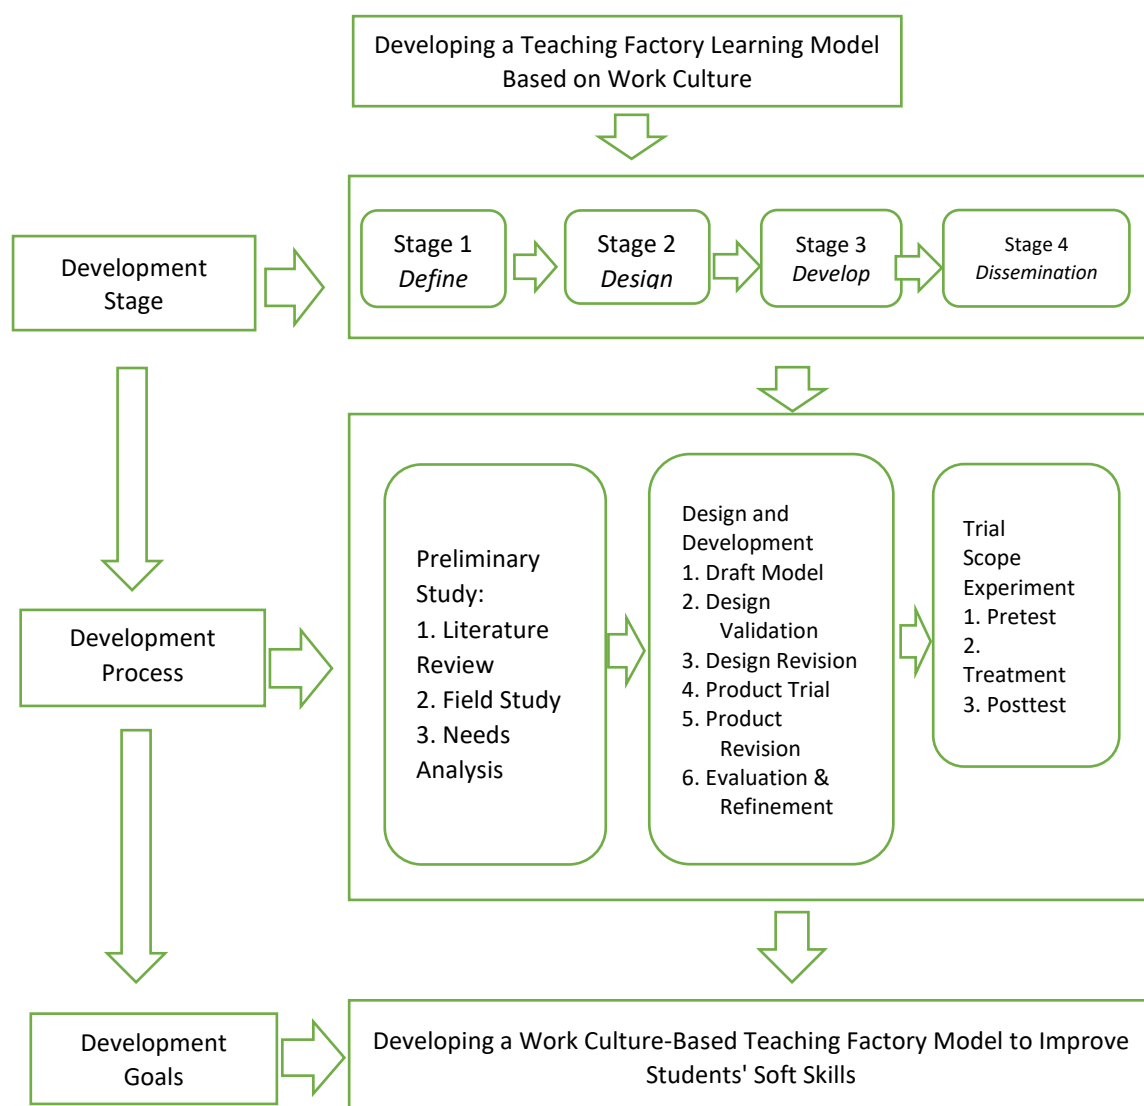 Developing a Teaching Factory Learning Model
Based on Work Culture
Development
Stage
Stage 1
Define
Stage 2
Design
Stage 3
Develop
Stage 4
Dissemination
Development
Process
Preliminary
Study:
1. Literature
Review
2. Field Study
3. Needs
Analysis
Design and
Development
1. Draft Model
2. Design
Validation
3. Design Revision
4. Product Trial
5. Product
Revision
6. Evaluation &
Refinement
Trial
Scope
Experiment
1. Pretest
2.
Treatment
3. Posttest
Development
Goals
Developing a Work Culture-Based Teaching Factory Model to Improve
Students' Soft Skills